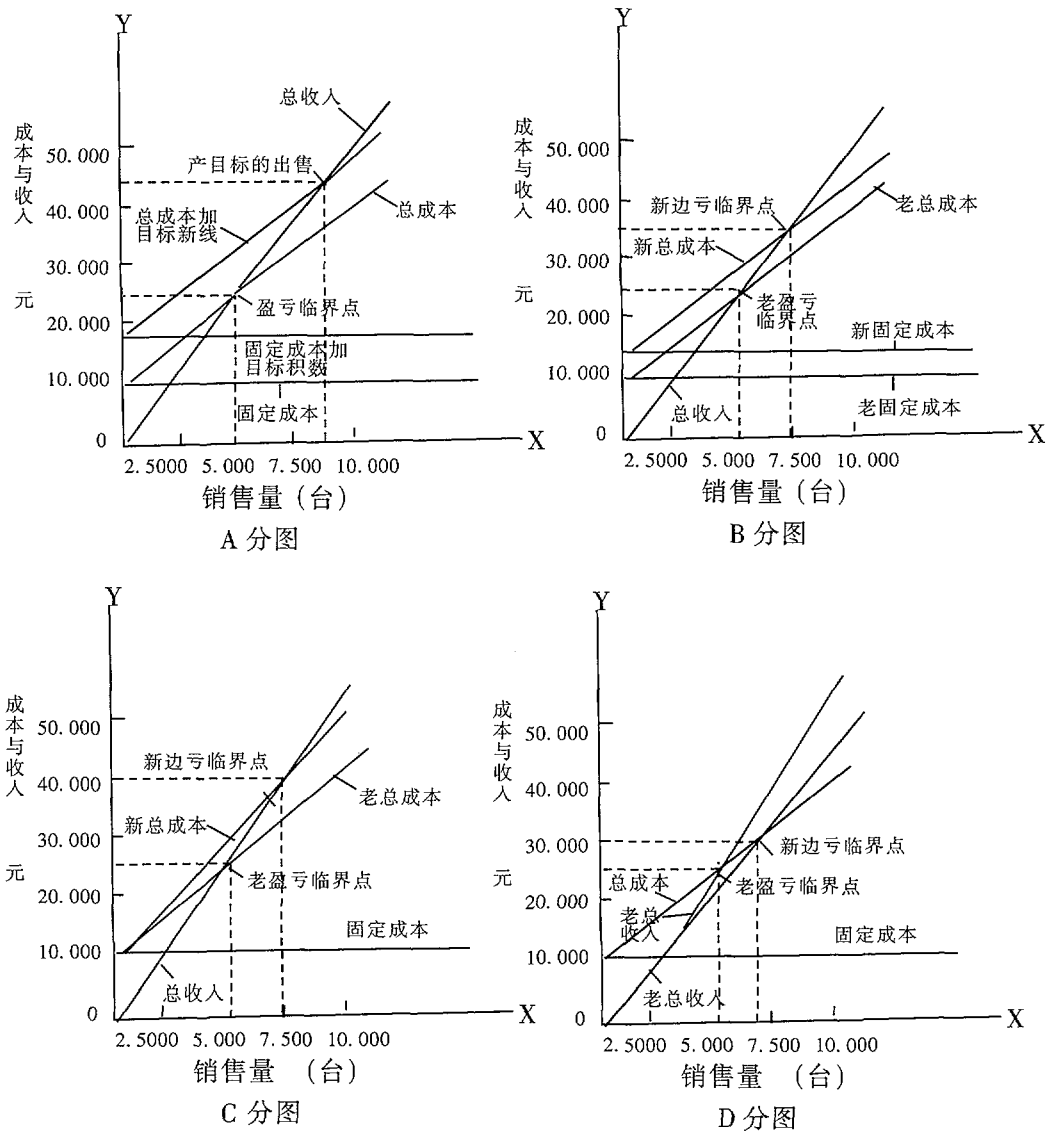 Y
成本与收入
元
50.000
40.000
30.000
20.000
10.000
0
总收人
产目标的出售
总成本加
目标新线
总成本
盈亏临界点
固定成本加
目标积数
固定成本
X
2.5000 5.000 7.500 10.000
销售量(台)
A 分图
Y
成本与收入
元
50.000
40.000
30.000
20.000
10.000
0
新边亏临界点
老总成本
新总成本
老盈亏
临界点
新固定成本
总收人
老固定成本
X
2.5000 5.000 7.500 10.000
销售量(台)
B 分图
Y
成本与收入
元
50.000
40.000
30.000
20.000
10.000
0
新边亏临界点
老总成本
新总成本
老盈亏临界点
固定成本
总收人
X
2.5000 5.000 7.500 10.000
销售量 (台)
C 分图
Y
成本与收入
元
50.000
40.000
30.000
20.000
10.000
0
新边亏临界点
总成本
老盈亏临界点
老总
收人
固定成本
老总收人
X
2.5000 5.000 7.500 10.000
销售量 (台)
D 分图